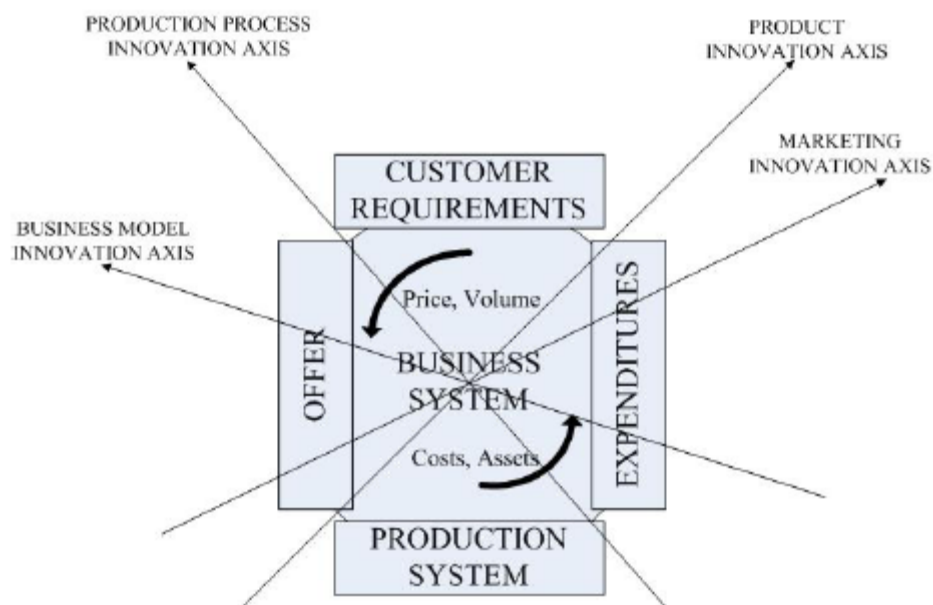 PRODUCTION PROCESS
INNOVATION AXIS
PRODUCT
INNOVATION AXIS
MARKETING
INNOVATION AXIS
CUSTOMER
REQUIREMENTS
BUSINESS MODEL
INNOVATION AXIS
Price, Volume
OFFER
BUSINESS
SYSTEM
EXPENDITURES
Costs, Assets
PRODUCTION
SYSTEM